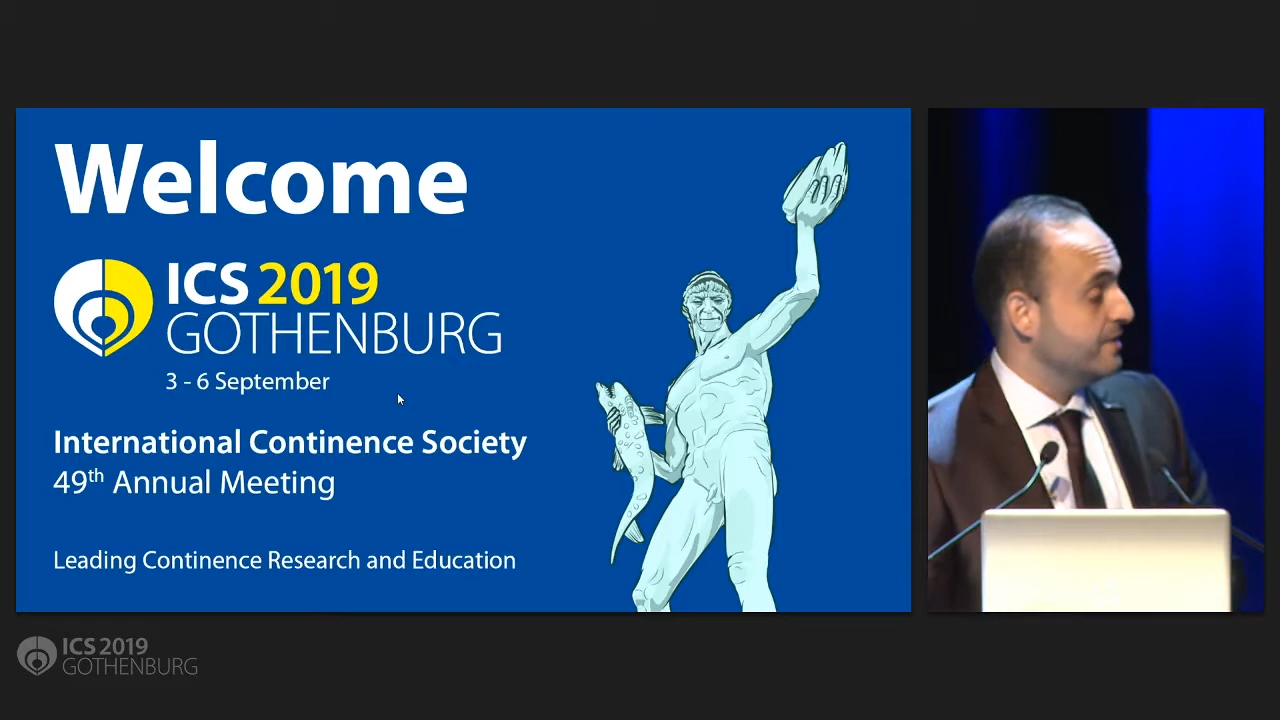 Welcome
ICS 2019
GOTHENBURG
3 - 6 September
International Continence Society
49th Annual Meeting
Leading Continence Research and Education
ICS 2019
GOTHENBURG